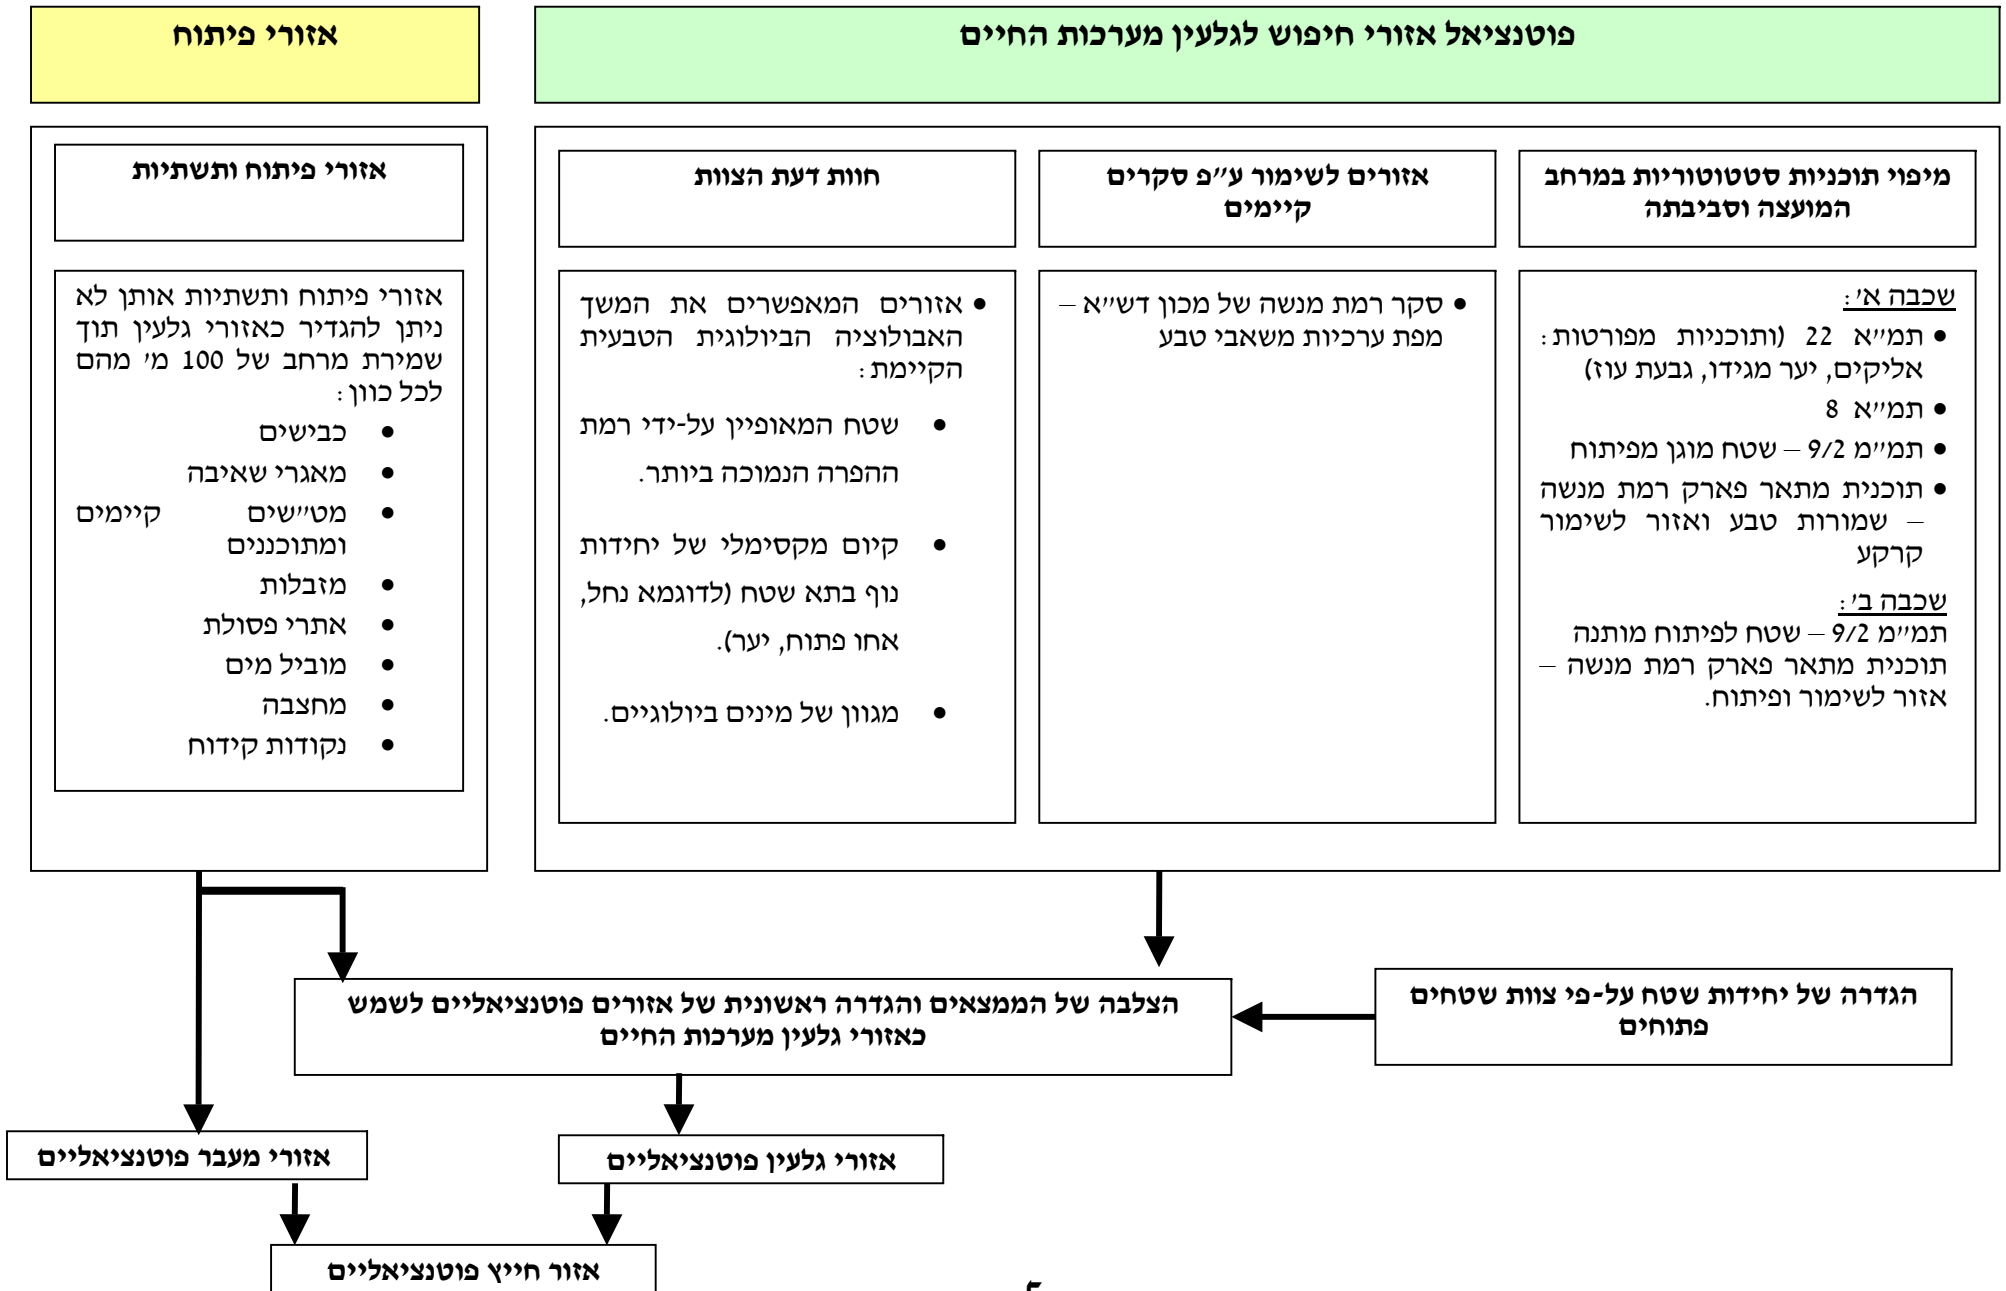 פוטנציאל אזורי חיפוש לגלעין מערכות החיים
אזורי פיתוח
מיפוי תוכניות סטטוטוריות במרחב
המועצה וסביבתה
שכבה א':
• תמ"א 22 (ותוכניות מפורטות:
אליקים, יער מגידו, גבעת עוז)
• תמ"א 8
• תמ"מ 9/2 – שטח מוגן מפיתוח
• תוכנית מתאר פארק רמת מנשה
– שמורות טבע ואזור לשימור
קרקע
שכבה ב':
תמ"מ 9/2 – שטח לפיתוח מותנה
תוכנית מתאר פארק רמת מנשה –
אזור לשימור ופיתוח.
אזורים לשימור ע"פ סקרים
קיימים
• סקר רמת מנשה של מכון דש"א –
מפת ערכיות משאבי טבע
חוות דעת הצוות
• אזורים המאפשרים את המשך
האבולוציה הביולוגית הטבעית
הקיימת:
• שטח המאופיין על-ידי רמת
ההפרה הנמוכה ביותר.
• קיום מקסימלי של יחידות
נוף בתא שטח (לדוגמא נחל,
אחו פתוח, יער).
• מגוון של מינים ביולוגיים.
אזורי פיתוח ותשתיות
אזורי פיתוח ותשתיות אותן לא
ניתן להגדיר כאזורי גלעין תוך
שמירת מרחב של 100 מ' מהם
לכל כוון:
• כבישים
• מאגרי שאיבה
• מט"שים קיימים
ומתוכננים
• מזבלות
• אתרי פסולת
• מוביל מים
• מחצבה
• נקודות קידוח
הגדרה של יחידות שטח על-פי צוות שטחים
פתוחים
הצלבה של הממצאים והגדרה ראשונית של אזורים פוטנציאליים לשמש
כאזורי גלעין מערכות החיים
אזורי גלעין פוטנציאליים
אזורי מעבר פוטנציאליים
אזור חייץ פוטנציאליים